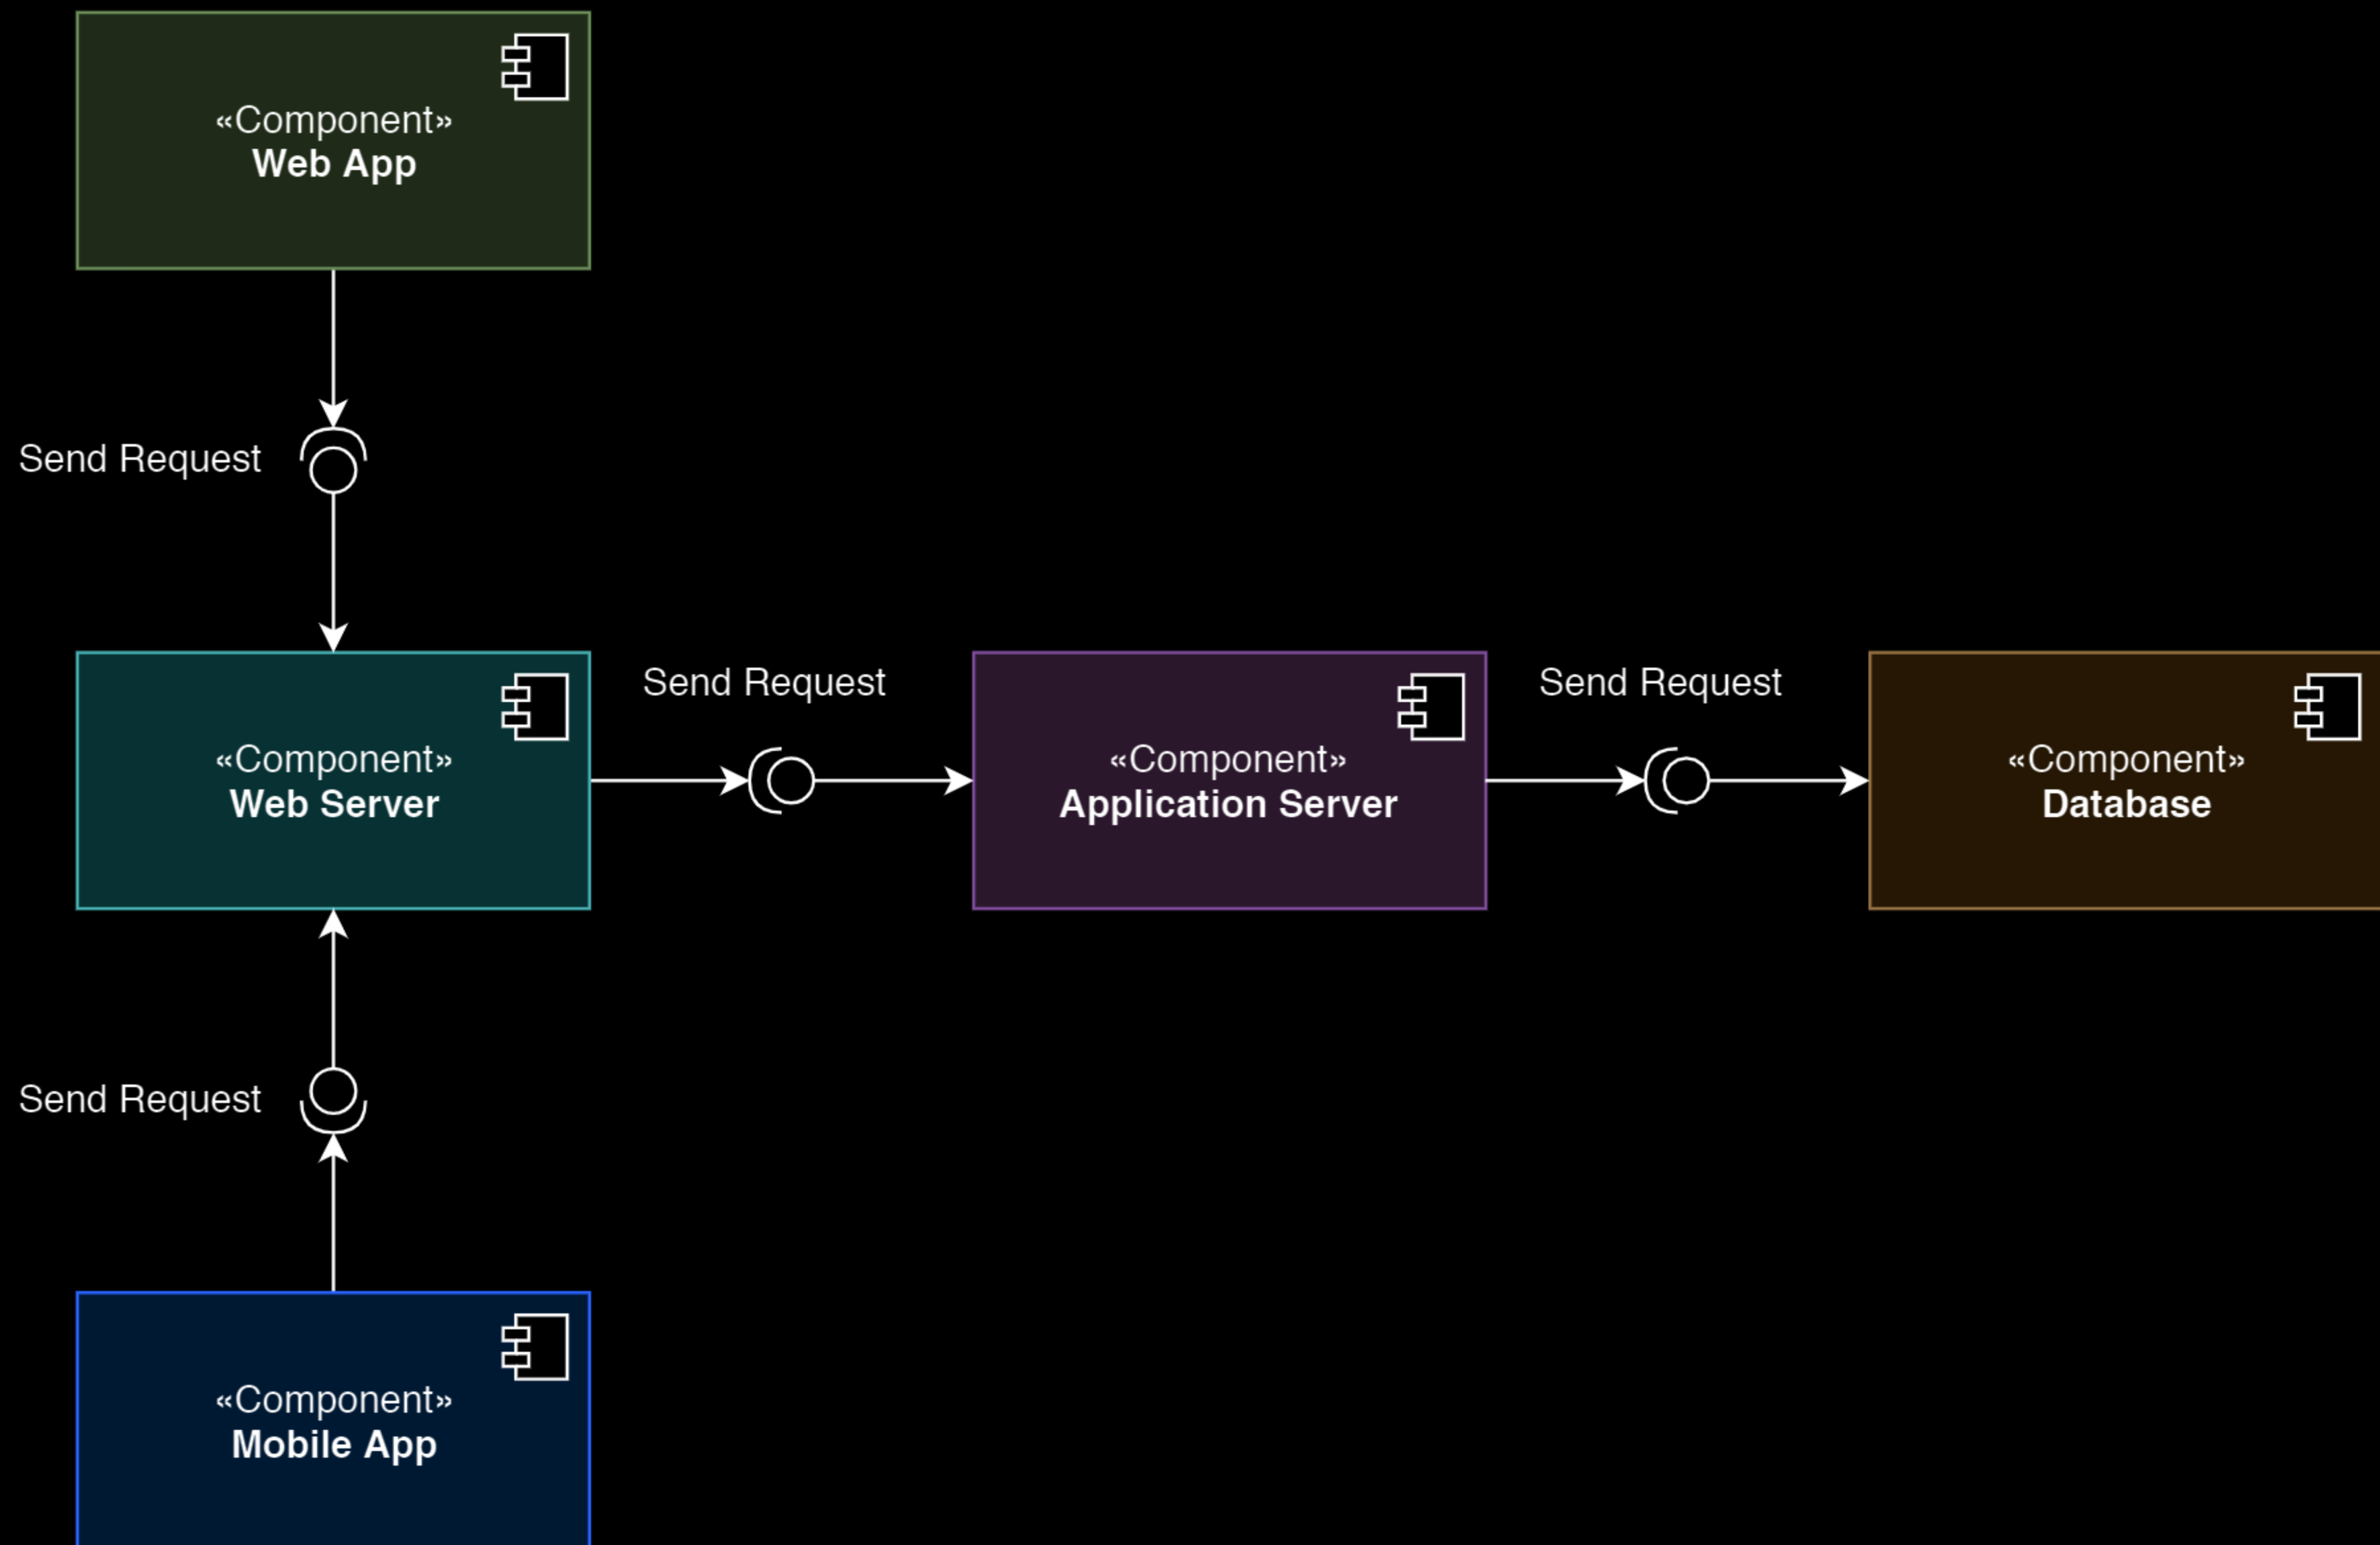 «Component»
Web App
Send Request
Send Request
Send Request
«Component»
Web Server
«Component»
Application Server
«Component»
Database
Send Request
«Component»
Mobile App